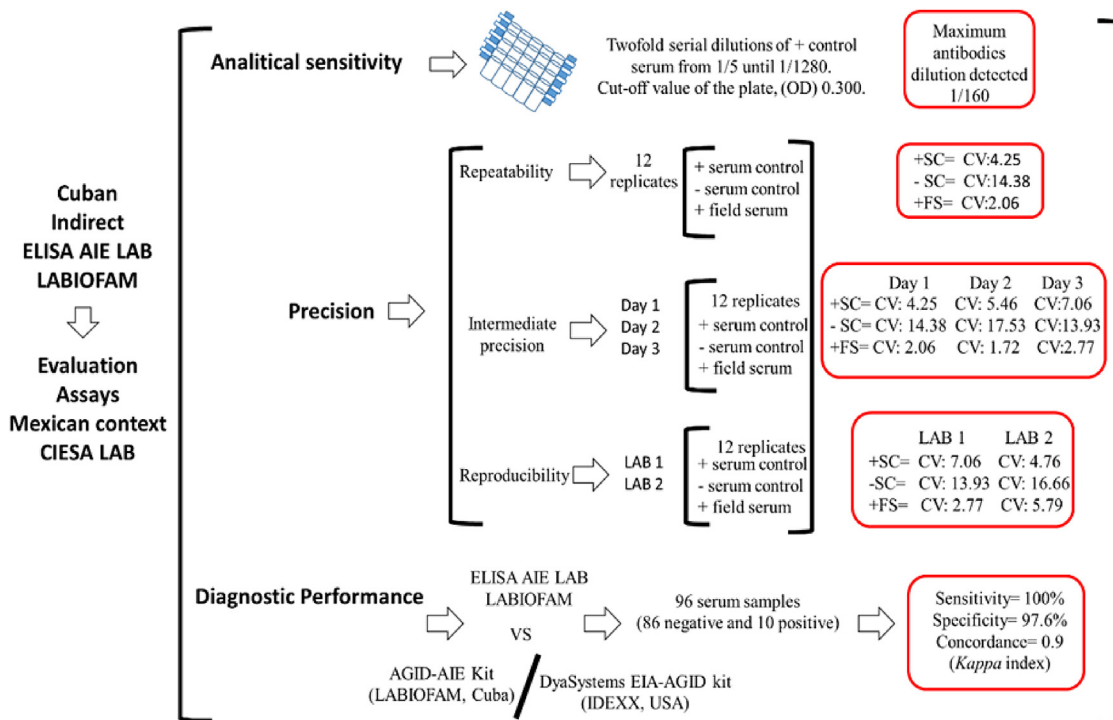 Cuban
Indirect
ELISA AIE LAB
LABIOFAM
Evaluation
Assays
Mexican context
CIESA LAB
Analitical sensitivity
Twofold serial dilutions of + control
serum from 1/5 until 1/1280.
Cut-off value of the plate, (OD) 0.300.
Maximum
antibodies
dilution detected
1/160
Precision
Repeatability
12
replicates
+ serum control
- serum control
+ field serum
+SC= CV:4.25
- SC= CV:14.38
+FS= CV:2.06
Intermediate
precision
Day 1
Day 2
Day 3
12 replicates
+ serum control
- serum control
+ field serum
Day 1 Day 2 Day 3
+SC= CV: 4.25 CV: 5.46 CV:7.06
- SC= CV: 14.38 CV: 17.53 CV:13.93
+FS= CV: 2.06 CV: 1.72 CV:2.77
Reproducibility
LAB 1
LAB 2
12 replicates
+ serum control
- serum control
+ field serum
LAB 1 LAB 2
+SC= CV: 7.06 CV: 4.76
-SC= CV: 13.93 CV: 16.66
+FS= CV: 2.77 CV: 5.79
Diagnostic Performance
ELISA AIE LAB
LABIOFAM
VS
AGID-AIE Kit
(LABIOFAM, Cuba)
DyaSystems EIA-AGID kit
(IDEXX, USA)
96 serum samples
(86 negative and 10 positive)
Sensitivity= 100%
Specificity= 97.6%
Concordance= 0.9
(Kappa index)